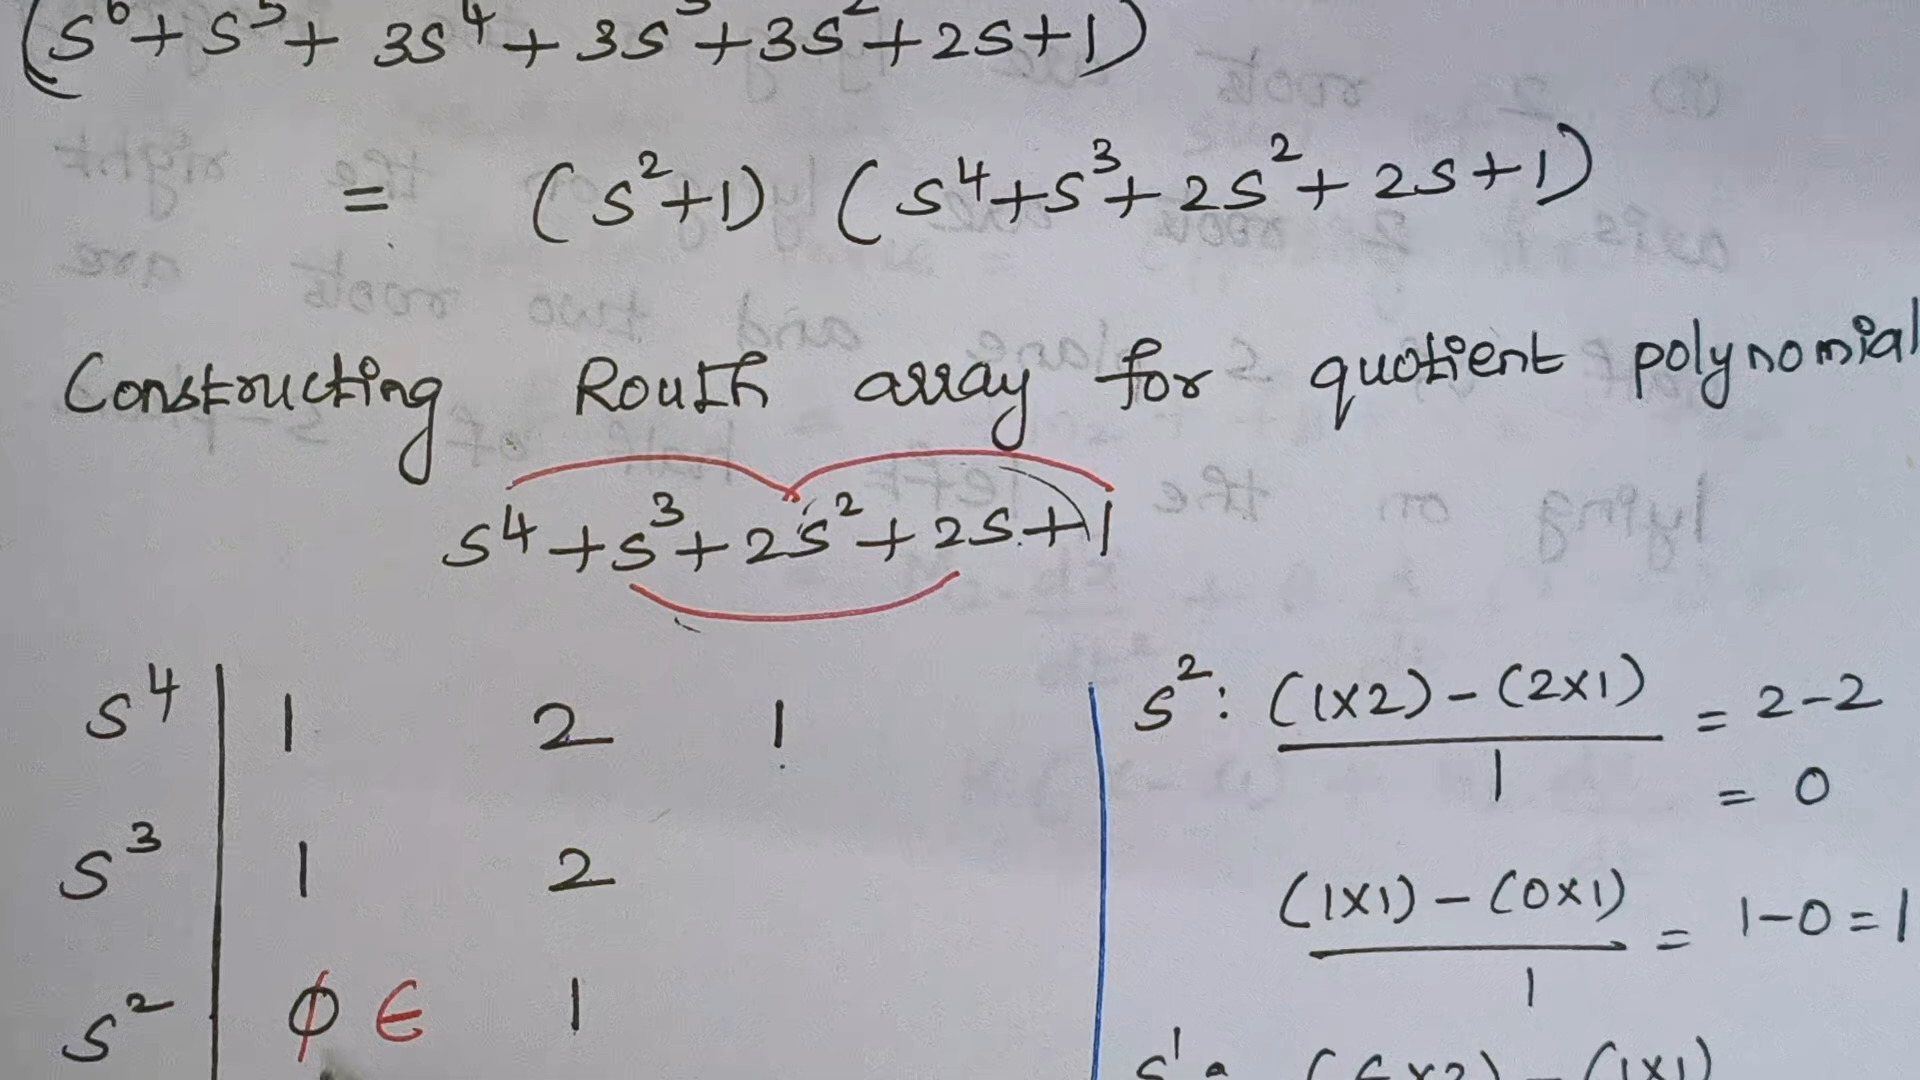 (s⁶+s⁵+ 3s⁴+3s³+3s²+2s+1)
= (s²+1) (s⁴+s³+2s²+2s+1)
Constructing Routh array for quotient polynomial
s⁴+s³+2s²+2s+1
s⁴ | 1 2 1
s³ | 1 2
s² | 0 ∈ 1
s²: (1×2)-(2×1) / 1 = 2-2
= 0
(1×1)-(0×1) / 1 = 1-0=1